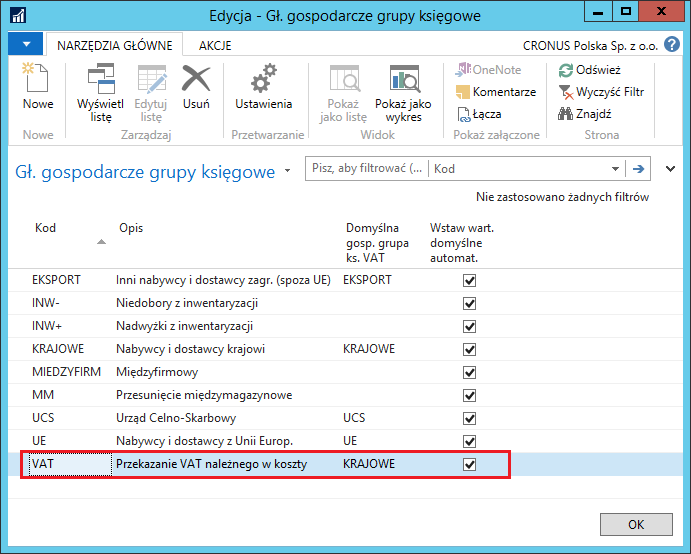 Edycja - Gł. gospodarcze grupy księgowe
NARZĘDZIA GŁÓWNE AKCJE CRONUS Polska Sp. z o.o.
Nowe
Wyświetl listę
Edytuj listę
Usuń
Ustawienia
Pokaż jako listę
Pokaż jako wykres
OneNote
Komentarze
Łącza
Odśwież
Wyczyść Filtr
Znajdź
Nowe Zarządzaj Przetwarzanie Widok Pokaż załączone Strona
Gł. gospodarcze grupy księgowe Pisz, aby filtrować (... Kod
Nie zastosowano żadnych filtrów
Kod Opis Domyślna gosp. grupa ks. VAT Wstaw wart. domyślne automat.
EKSPORT Inni nabywcy i dostawcy zagr. (spoza UE) EKSPORT
INW- Niedobory z inwentaryzacji
INW+ Nadwyżki z inwentaryzacji
KRAJOWE Nabywcy i dostawcy krajowi KRAJOWE
MIEDZYFIRM Międzyfirmowy
MM Przesunięcie międzymagazynowe
UCS Urząd Celno-Skarbowy UCS
UE Nabywcy i dostawcy z Unii Europ. UE
VAT Przekazanie VAT należnego w koszty KRAJOWE
OK